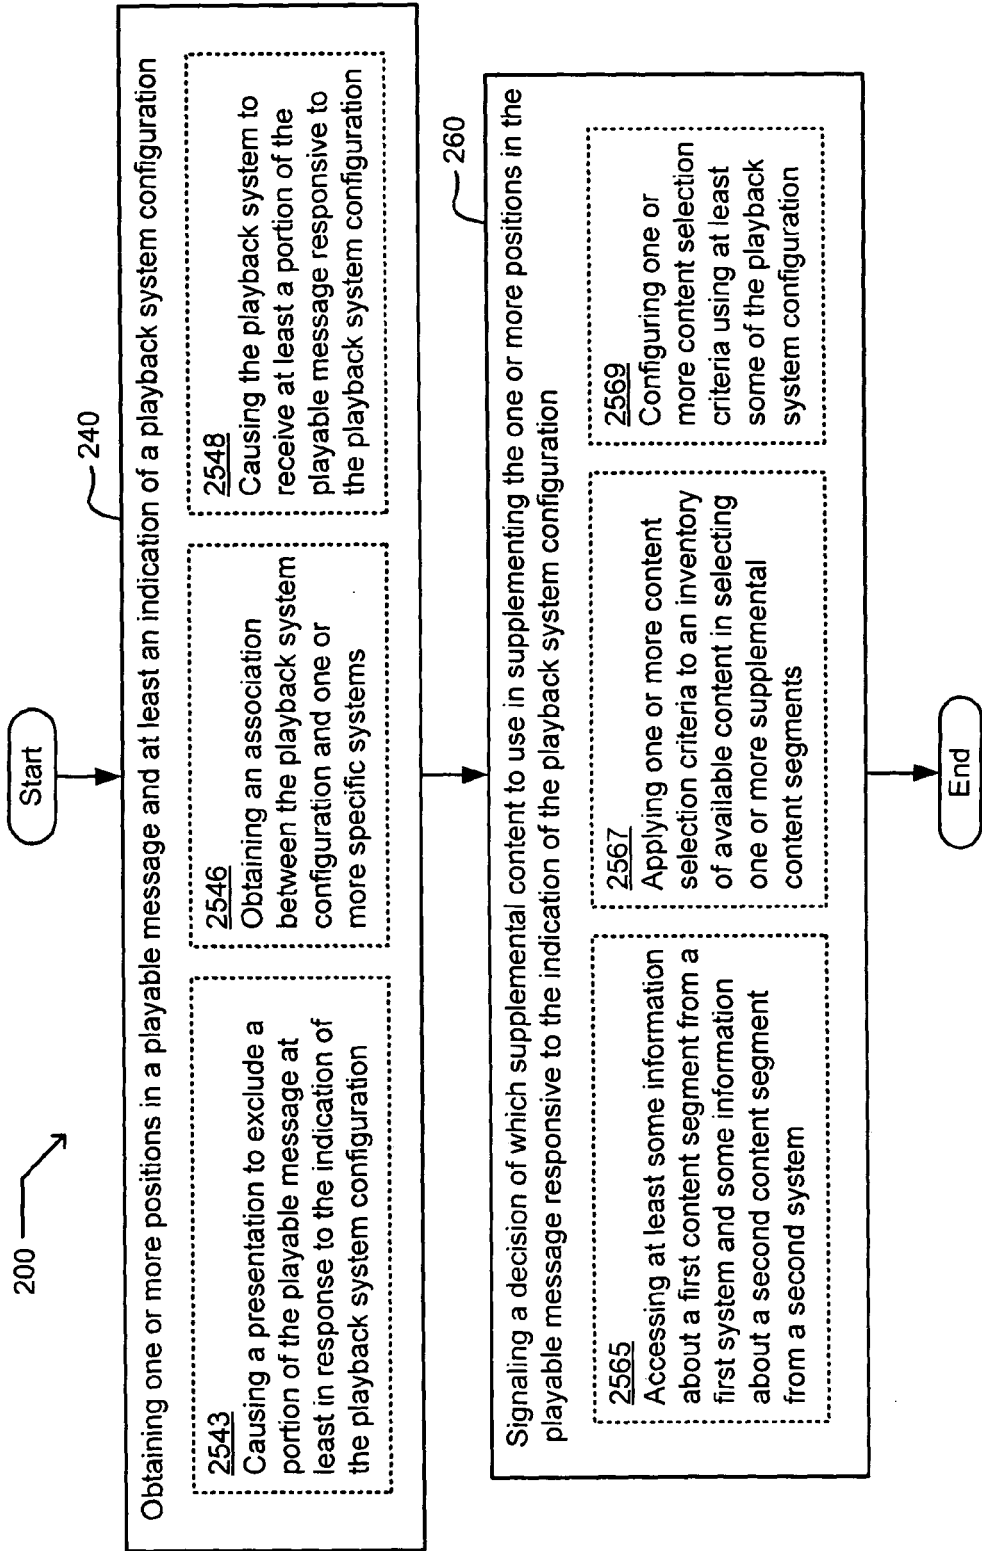 200
Start
240
Obtaining one or more positions in a playable message and at least an indication of a playback system configuration
2543
Causing a presentation to exclude a
portion of the playable message at
least in response to the indication of
the playback system configuration
2546
Obtaining an association
between the playback system
configuration and one or
more specific systems
2548
Causing the playback system to
receive at least a portion of the
playable message responsive to
the playback system configuration
260
Signaling a decision of which supplemental content to use in supplementing the one or more positions in the
playable message responsive to the indication of the playback system configuration
2565
Accessing at least some information
about a first content segment from a
first system and some information
about a second content segment
from a second system
2567
Applying one or more content
selection criteria to an inventory
of available content in selecting
one or more supplemental
content segments
2569
Configuring one or
more content selection
criteria using at least
some of the playback
system configuration
End